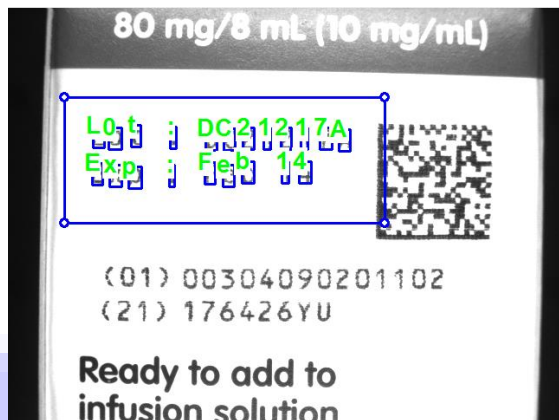 80 mg/8 mL (10 mg/mL)
L0t : DC21217A
Exp : Feb 14
(01) 00304090201102
(21) 176426YU
Ready to add to
infusion solution